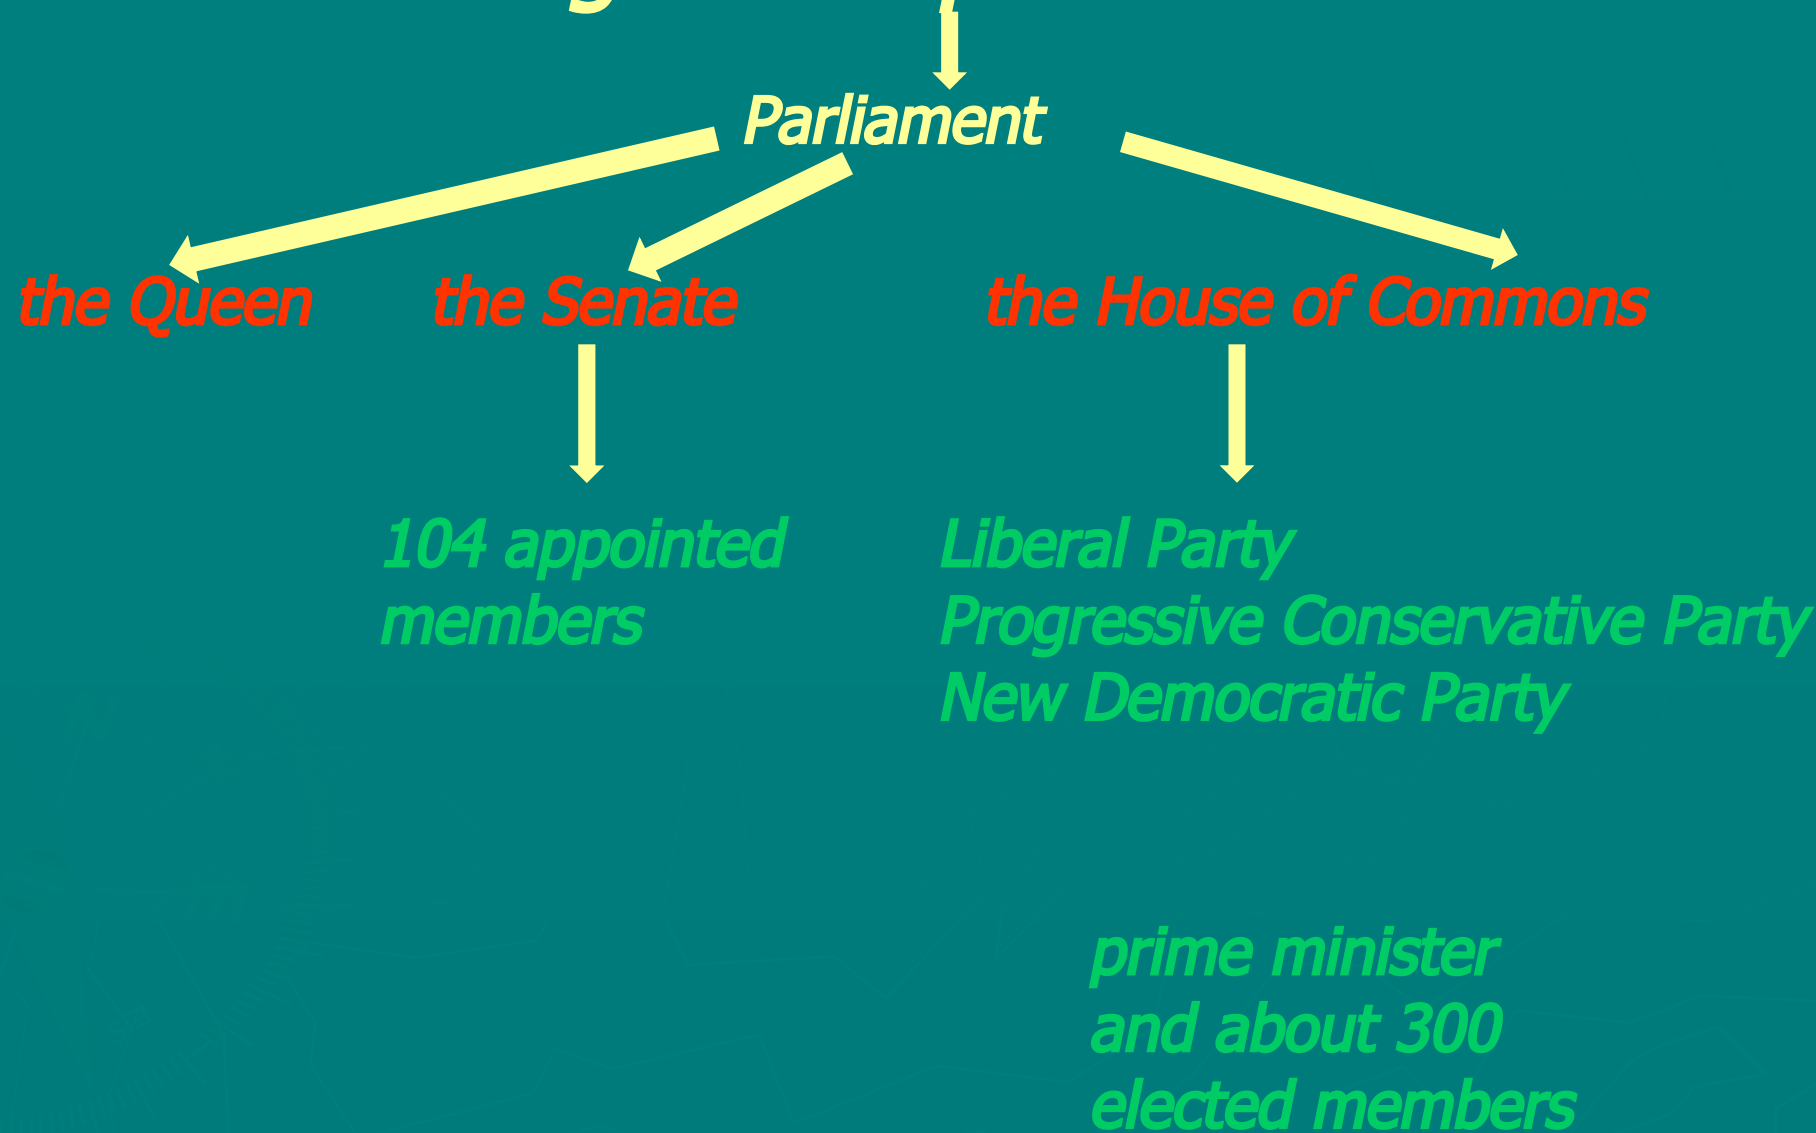 Parliament
the Queen the Senate the House of Commons
104 appointed
members
Liberal Party
Progressive Conservative Party
New Democratic Party
prime minister
and about 300
elected members